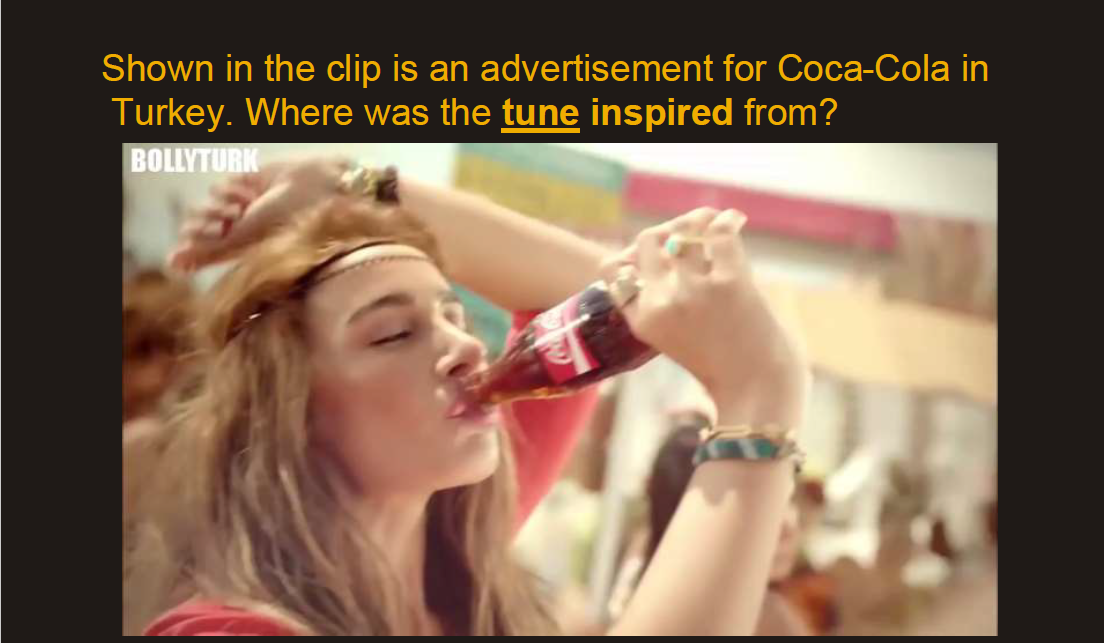 Shown in the clip is an advertisement for Coca-Cola in
Turkey. Where was the tune inspired from?
BOLLYTURK